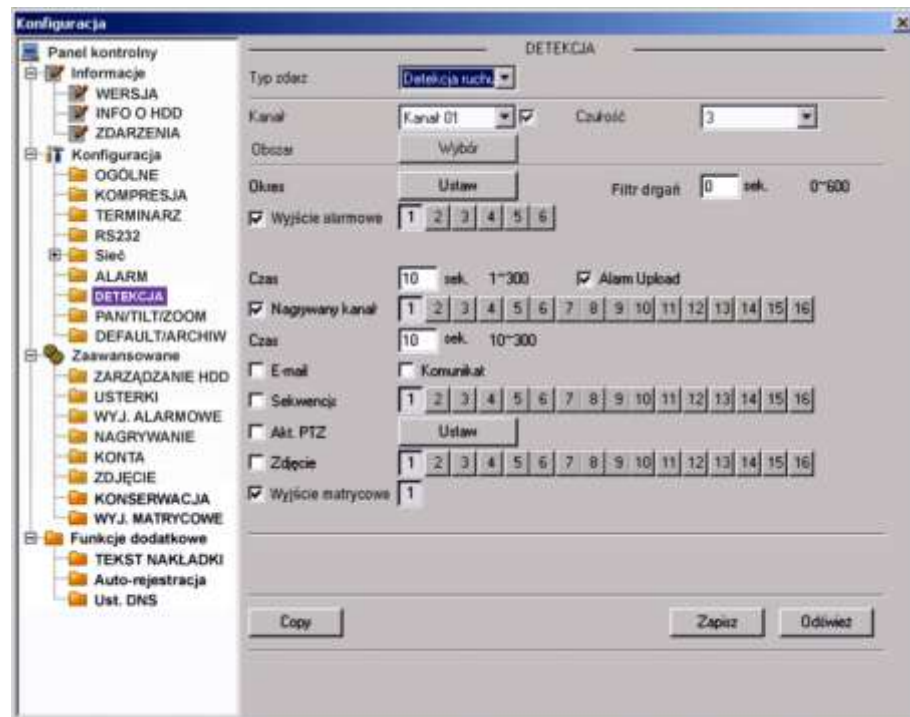 Konfiguracja
Panel kontrolny
Informacje
WERSJA
INFO O HDD
ZDARZENIA
Konfiguracja
OGÓLNE
KOMPRESJA
TERMINARZ
RS232
Sieć
ALARM
DETEKCJA
PAN/TILT/ZOOM
DEFAULT/ARCHIW
Zaawansowane
ZARZĄDZANIE HDD
USTERKI
WYJ. ALARMOWE
NAGRYWANIE
KONTA
ZDJĘCIE
KONSERWACJA
WYJ. MATRYCOWE
Funkcje dodatkowe
TEKST NAKŁADKI
Auto-rejestracja
Ust. DNS
DETEKCJA
Typ zdarz Detekcja ruchu
Kanał Kanał 01 Czułość 3
Obszar Wybór
Okres Ustaw Filtr drgań 0 sek. 0~600
Wyjście alarmowe 1 2 3 4 5 6
Czas 10 sek. 1~300 Alarm Upload
Nagrywany kanał 1 2 3 4 5 6 7 8 9 10 11 12 13 14 15 16
Czas 10 sek. 10~300
E-mail Komunikat
Sekwencja 1 2 3 4 5 6 7 8 9 10 11 12 13 14 15 16
Akt. PTZ Ustaw
Zdjęcie 1 2 3 4 5 6 7 8 9 10 11 12 13 14 15 16
Wyjście matrycowe 1
Copy Zapisz Odśwież